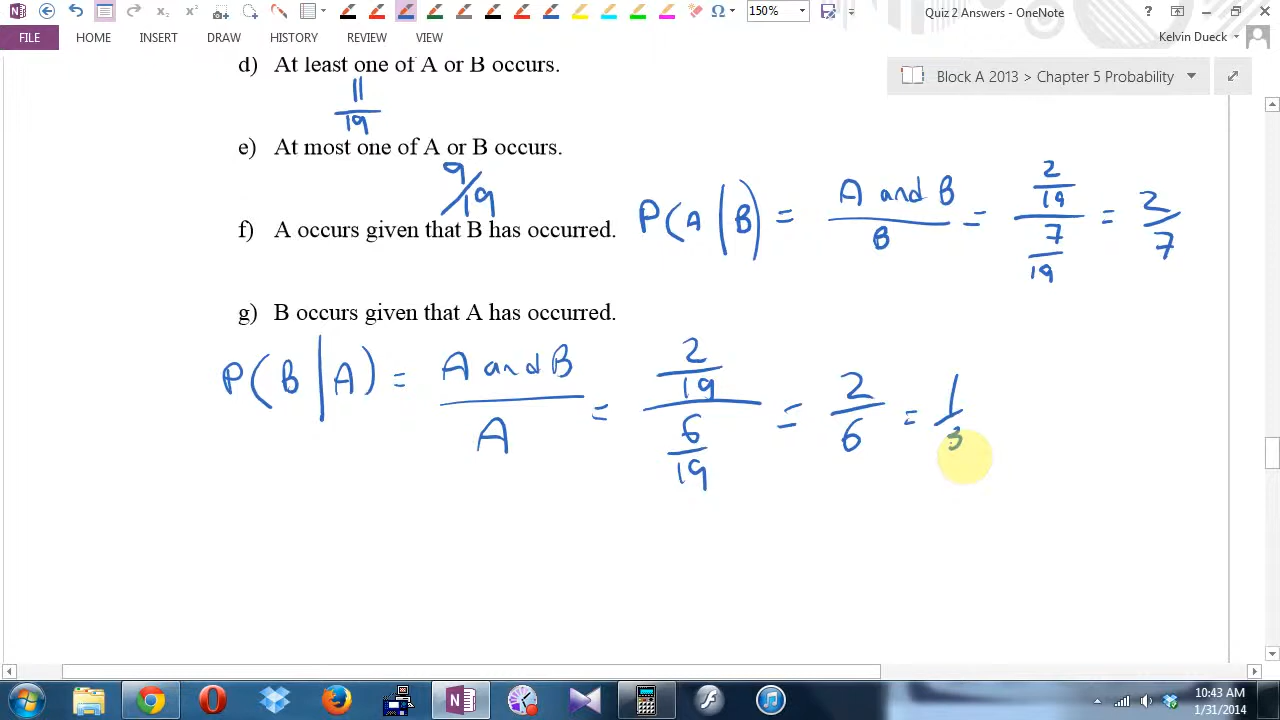 Quiz 2 Answers - OneNote
150%
FILE HOME INSERT DRAW HISTORY REVIEW VIEW
Kelvin Dueck
Block A 2013 > Chapter 5 Probability
d) At least one of A or B occurs.
11/19
e) At most one of A or B occurs.
9/19
f) A occurs given that B has occurred.
P(A|B) = A and B / B = 2/19 / 7/19 = 2/7
g) B occurs given that A has occurred.
P(B|A) = A and B / A = 2/19 / 6/19 = 2/6 = 1/3
10:43 AM
1/31/2014